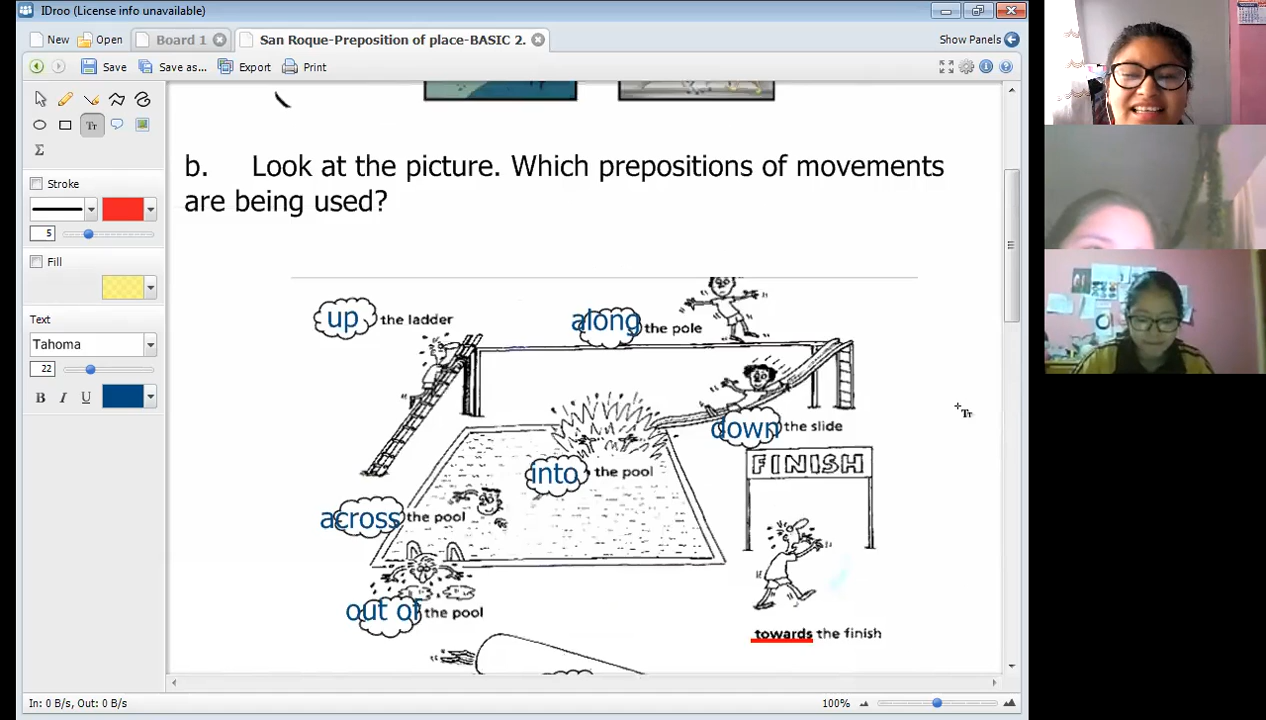 IDroo (License info unavailable)
New Open Board 1 San Roque-Preposition of place-BASIC 2. Show Panels
Save Save as... Export Print
Tr
Σ
Stroke
5
Fill
Text
Tahoma
22
B I U
b. Look at the picture. Which prepositions of movements
are being used?
up the ladder
along the pole
down the slide
into the pool
FINISH
across the pool
out of the pool
towards the finish
In: 0 B/s, Out: 0 B/s 100%